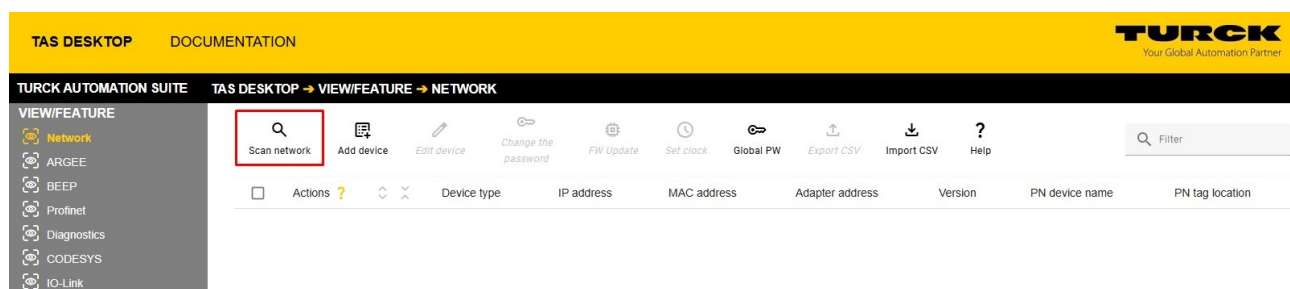 TAS DESKTOP DOCUMENTATION
TURCK
Your Global Automation Partner
TURCK AUTOMATION SUITE TAS DESKTOP ➔ VIEW/FEATURE ➔ NETWORK
VIEW/FEATURE
Network
ARGEE
BEEP
Profinet
Diagnostics
CODESYS
IO-Link
Scan network Add device Edit device Change the password FW Update Set clock Global PW Export CSV Import CSV ? Help
Filter
Actions ? Device type IP address MAC address Adapter address Version PN device name PN tag location